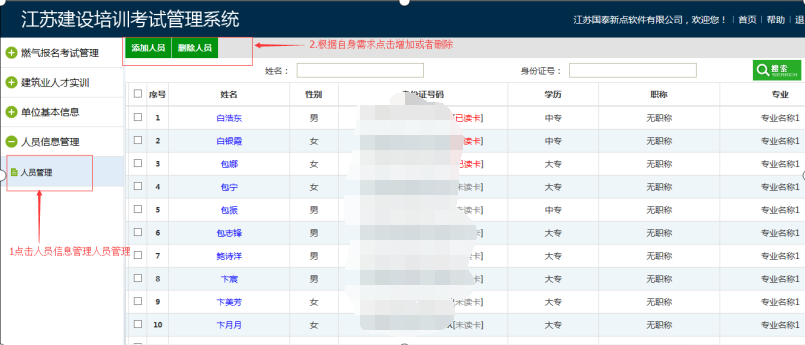 江苏建设培训考试管理系统
江苏国泰新点软件有限公司，欢迎您！ | 首页 | 帮助 | 退
燃气报名考试管理
建筑业人才实训
单位基本信息
人员信息管理
人员管理
1点击人员信息管理人员管理
添加人员 删除人员
2.根据自身需求点击增加或者删除
姓名： 身份证号： 搜索 SEARCH
序号 姓名 性别 身份证号码 学历 职称 专业
1 白浩东 男 [已读卡] 中专 无职称 专业名称1
2 白银霞 女 读卡] 中专 无职称 专业名称1
3 包娜 女 已读卡] 大专 无职称 专业名称1
4 包宁 女 未读卡] 大专 无职称 专业名称1
5 包振 男 未读卡] 中专 无职称 专业名称1
6 包志锋 男 读卡] 大专 无职称 专业名称1
7 鲍诗洋 男 读卡] 大专 无职称 专业名称1
8 卞宸 男 读卡] 大专 无职称 专业名称1
9 卞美芳 女 [未读卡] 大专 无职称 专业名称1
10 卞月月 女 X[未读卡] 大专 无职称 专业名称1